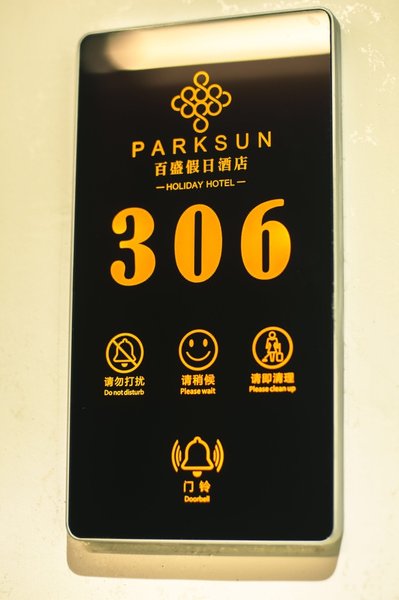 PARKSUN
百盛假日酒店
HOLIDAY HOTEL
306
请勿打扰 请稍候 请即清理
Do not disturb Please wait Please clean up
门铃
Doorbell